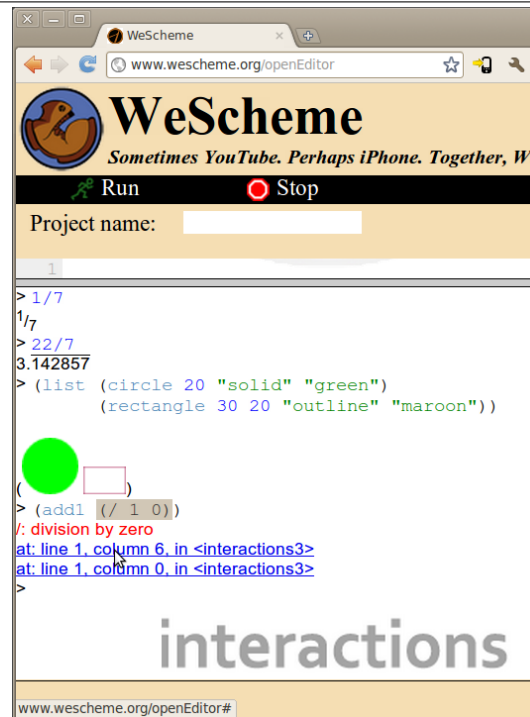 WeScheme
www.wescheme.org/openEditor
WeScheme
Sometimes YouTube. Perhaps iPhone. Together, W
Run Stop
Project name:
1
> 1/7
1/7
> 22/7
3.142857
> (list (circle 20 "solid" "green")
(rectangle 30 20 "outline" "maroon"))
( )
> (add1 (/ 1 0))
/: division by zero
at: line 1, column 6, in <interactions3>
at: line 1, column 0, in <interactions3>
>
interactions
www.wescheme.org/openEditor#